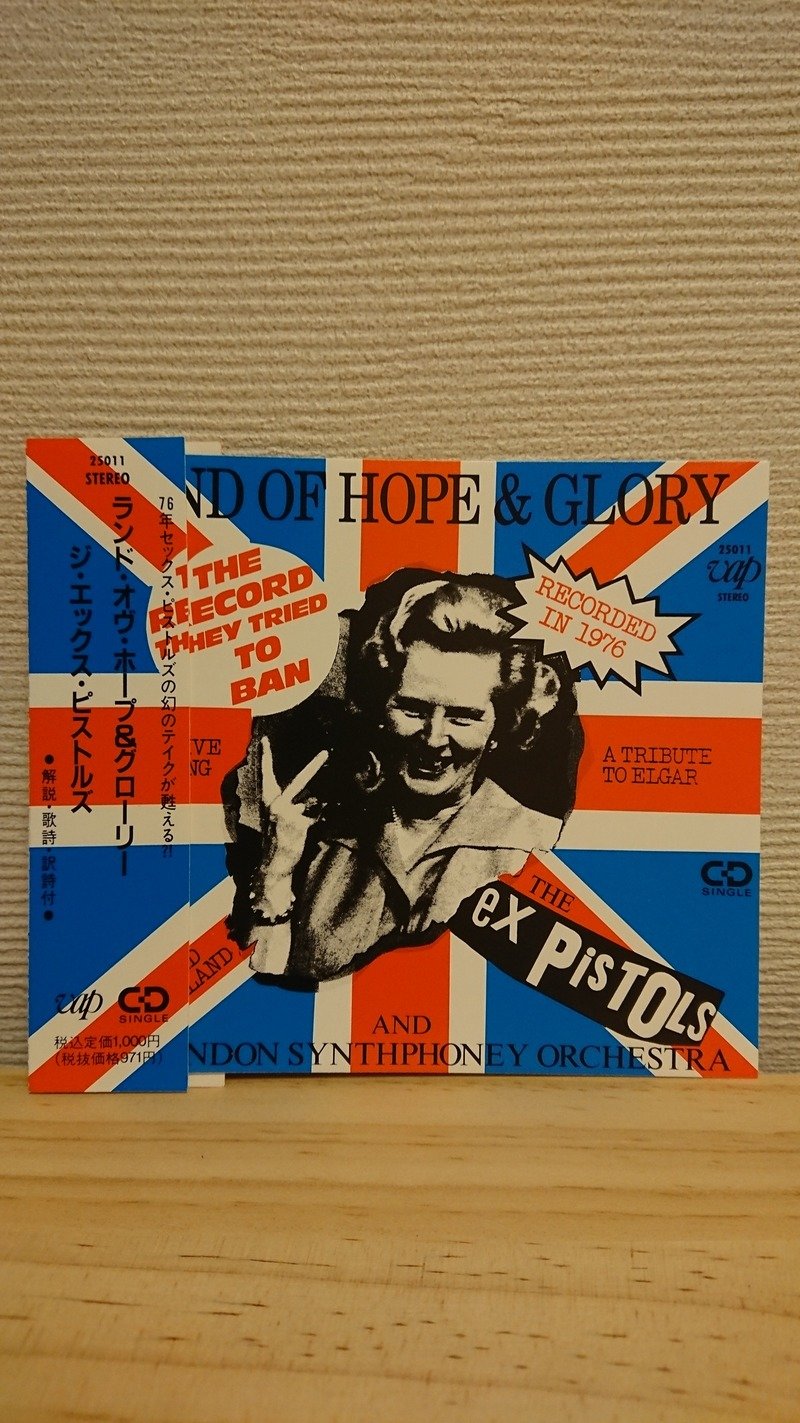 25011
STEREO
76年セックス・ピストルズの幻のテイクが甦える?!
ランド・オヴ・ホープ&グローリー
ジ・エックス・ピストルズ
●解説・歌詩・訳詩付●
vap
CD
SINGLE
税込定価1,000円
(税抜価格971円)
ND OF HOPE & GLORY
THE
RECORD
THEY TRIED
TO
BAN
RECORDED
IN 1976
25011
vap
STEREO
IVE
NG
A TRIBUTE
TO ELGAR
CD
SINGLE
THE
eX PiSTOLS
LAND
AND
NDON SYNTHPHONEY ORCHESTRA